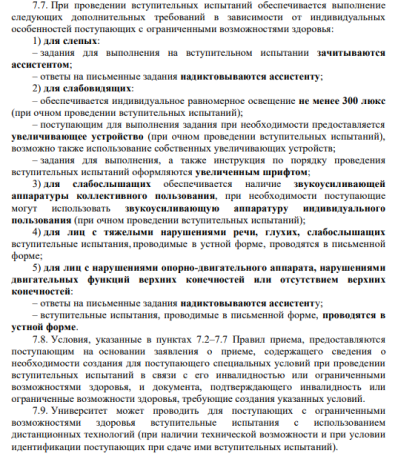 7.7. При проведении вступительных испытаний обеспечивается выполнение
следующих дополнительных требований в зависимости от индивидуальных
особенностей поступающих с ограниченными возможностями здоровья:
1) для слепых:
– задания для выполнения на вступительном испытании зачитываются
ассистентом;
– ответы на письменные задания надиктовываются ассистенту;
2) для слабовидящих:
– обеспечивается индивидуальное равномерное освещение не менее 300 люкс
(при очном проведении вступительных испытаний);
– поступающим для выполнения задания при необходимости предоставляется
увеличивающее устройство (при очном проведении вступительных испытаний),
возможно также использование собственных увеличивающих устройств;
– задания для выполнения, а также инструкция по порядку проведения
вступительных испытаний оформляются увеличенным шрифтом;
3) для слабослышащих обеспечивается наличие звукоусиливающей
аппаратуры коллективного пользования, при необходимости поступающие
могут использовать звукоусиливающую аппаратуру индивидуального
пользования (при очном проведении вступительных испытаний);
4) для лиц с тяжелыми нарушениями речи, глухих, слабослышащих
вступительные испытания, проводимые в устной форме, проводятся в письменной
форме;
5) для лиц с нарушениями опорно-двигательного аппарата, нарушениями
двигательных функций верхних конечностей или отсутствием верхних
конечностей:
– ответы на письменные задания надиктовываются ассистенту;
– вступительные испытания, проводимые в письменной форме, проводятся в
устной форме.
7.8. Условия, указанные в пунктах 7.2–7.7 Правил приема, предоставляются
поступающим на основании заявления о приеме, содержащего сведения о
необходимости создания для поступающего специальных условий при проведении
вступительных испытаний в связи с его инвалидностью или ограниченными
возможностями здоровья, и документа, подтверждающего инвалидность или
ограниченные возможности здоровья, требующие создания указанных условий.
7.9. Университет может проводить для поступающих с ограниченными
возможностями здоровья вступительные испытания с использованием
дистанционных технологий (при наличии технической возможности и при условии
идентификации поступающих при сдаче ими вступительных испытаний).